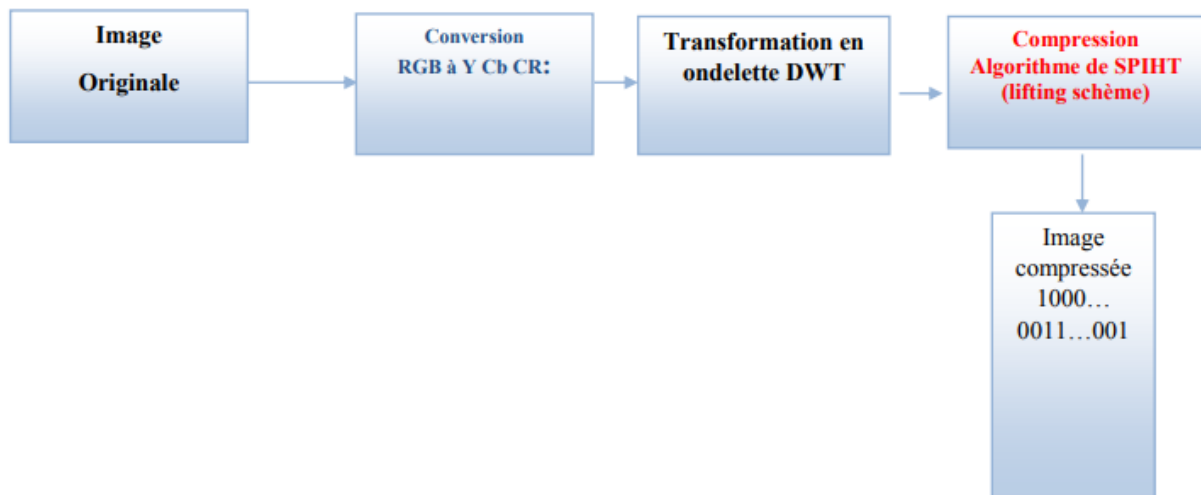 Image
Originale
Conversion
RGB à Y Cb CR:
Transformation en
ondelette DWT
Compression
Algorithme de SPIHT
(lifting schème)
Image
compressée
1000…
0011…001